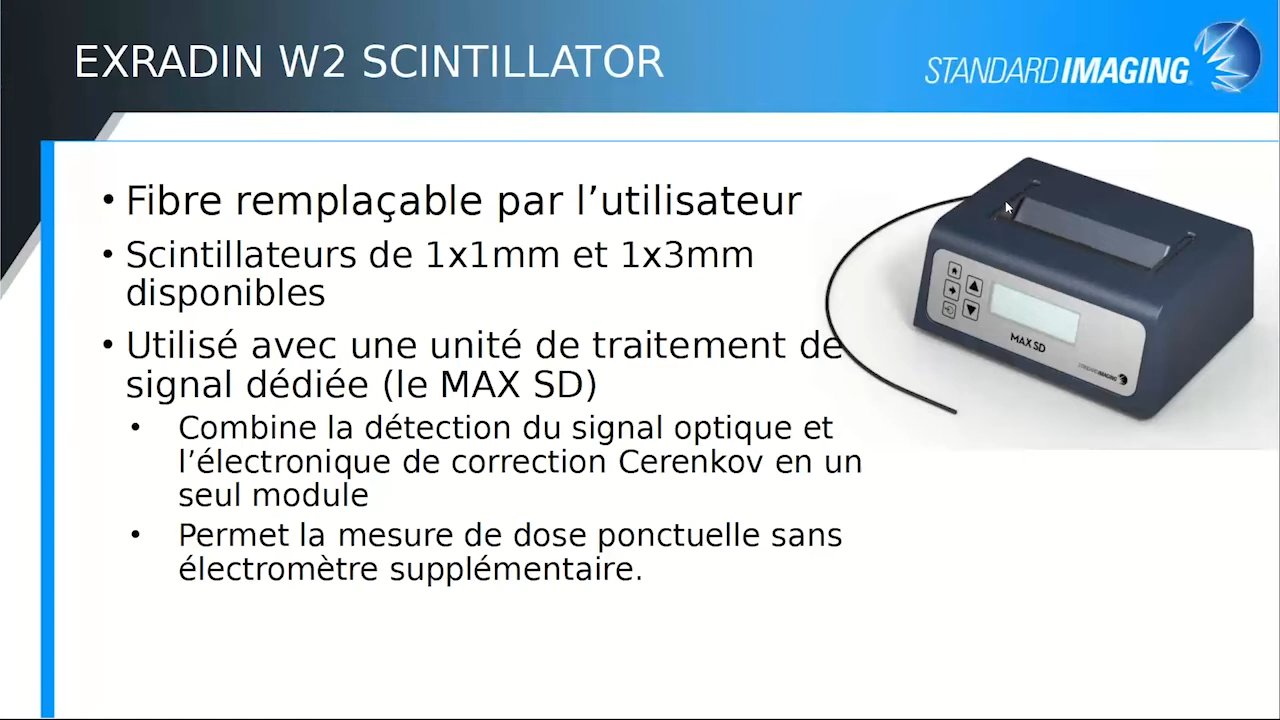 EXRADIN W2 SCINTILLATOR
STANDARD IMAGING
• Fibre remplaçable par l’utilisateur
• Scintillateurs de 1x1mm et 1x3mm
disponibles
• Utilisé avec une unité de traitement de
signal dédiée (le MAX SD)
• Combine la détection du signal optique et
l’électronique de correction Cerenkov en un
seul module
• Permet la mesure de dose ponctuelle sans
électromètre supplémentaire.
MAX SD
STANDARD IMAGING